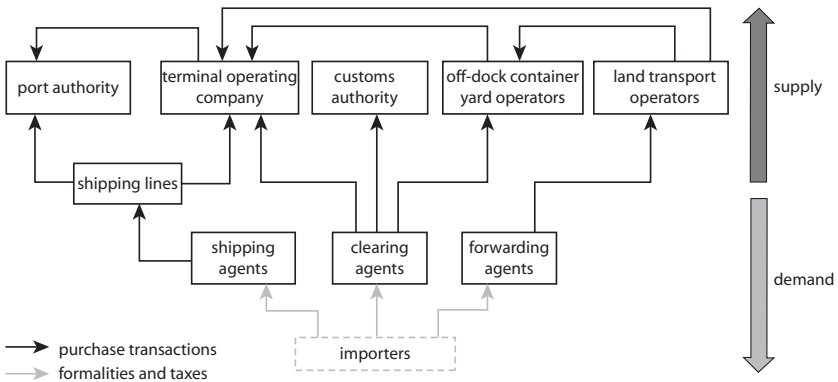 port authority
terminal operating
company
customs
authority
off-dock container
yard operators
land transport
operators
supply
shipping lines
shipping
agents
clearing
agents
forwarding
agents
demand
importers
purchase transactions
formalities and taxes